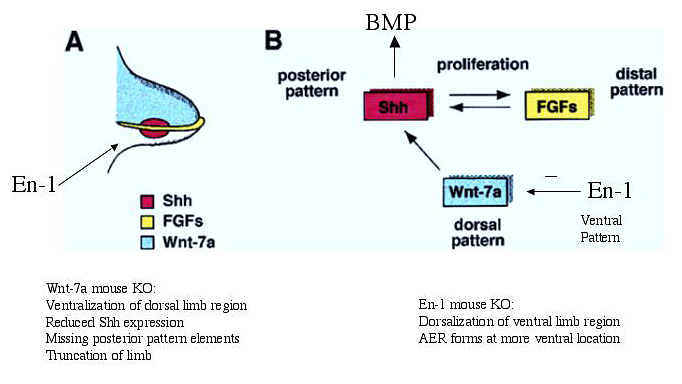 BMP
A
B
proliferation
posterior
pattern
distal
pattern
Shh
FGFs
En-1
Wnt-7a
–
En-1
Shh
FGFs
Wnt-7a
dorsal
pattern
Ventral
Pattern
Wnt-7a mouse KO:
Ventralization of dorsal limb region
Reduced Shh expression
Missing posterior pattern elements
Truncation of limb
En-1 mouse KO:
Dorsalization of ventral limb region
AER forms at more ventral location